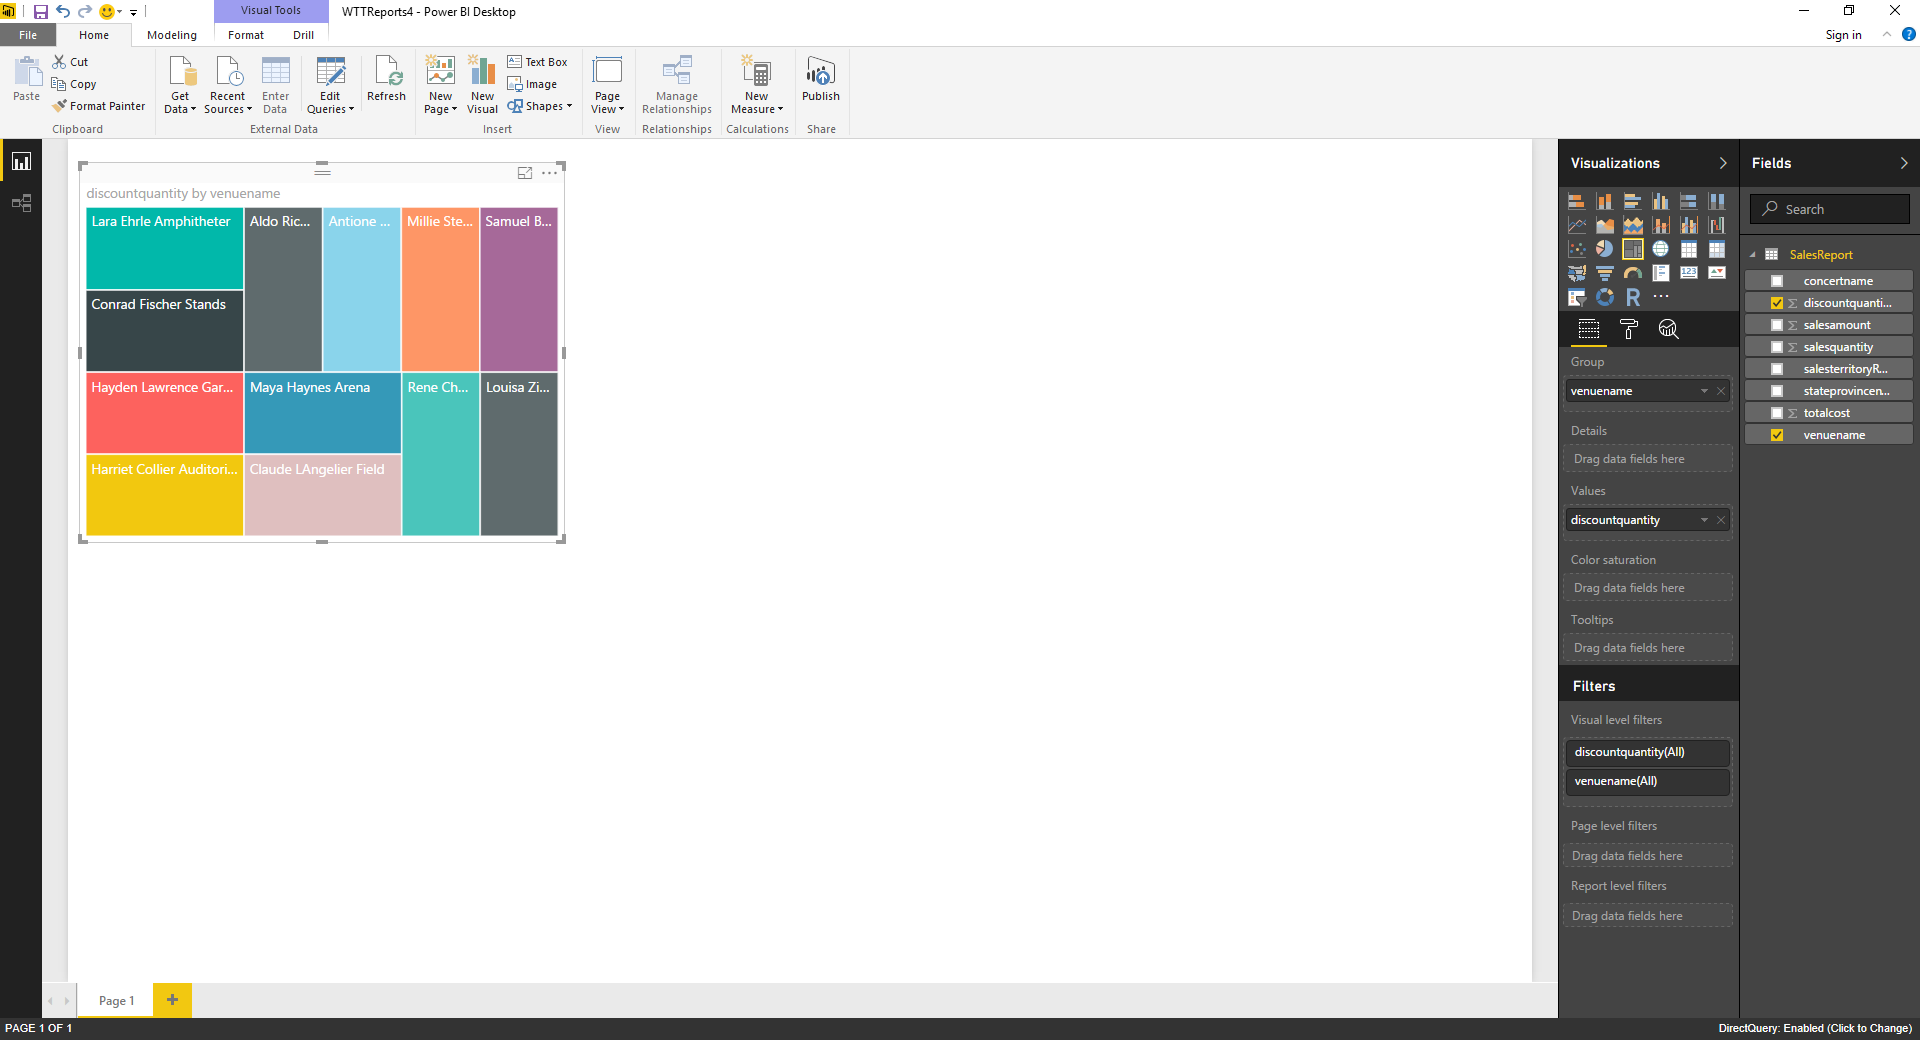 Visual Tools
WTTReports4 - Power BI Desktop
File
Home
Modeling
Format
Drill
Sign in
?
Paste
Cut
Copy
Format Painter
Clipboard
Get Data
Recent Sources
Enter Data
Edit Queries
External Data
Refresh
New Page
New Visual
Text Box
Image
Shapes
Insert
Page View
View
Manage Relationships
Relationships
New Measure
Calculations
Publish
Share
discountquantity by venuename
Lara Ehrle Amphitheter
Aldo Ric...
Antione ...
Millie Ste...
Samuel B...
Conrad Fischer Stands
Hayden Lawrence Gar...
Maya Haynes Arena
Rene Ch...
Louisa Zi...
Harriet Collier Auditori...
Claude LAngelier Field
Visualizations
123
R
Group
venuename
Details
Drag data fields here
Values
discountquantity
Color saturation
Drag data fields here
Tooltips
Drag data fields here
Filters
Visual level filters
discountquantity(All)
venuename(All)
Page level filters
Drag data fields here
Report level filters
Drag data fields here
Fields
Search
SalesReport
concertname
Σ discountquanti...
Σ salesamount
Σ salesquantity
salesterritoryR...
stateprovincen...
Σ totalcost
venuename
Page 1
+
PAGE 1 OF 1
DirectQuery: Enabled (Click to Change)